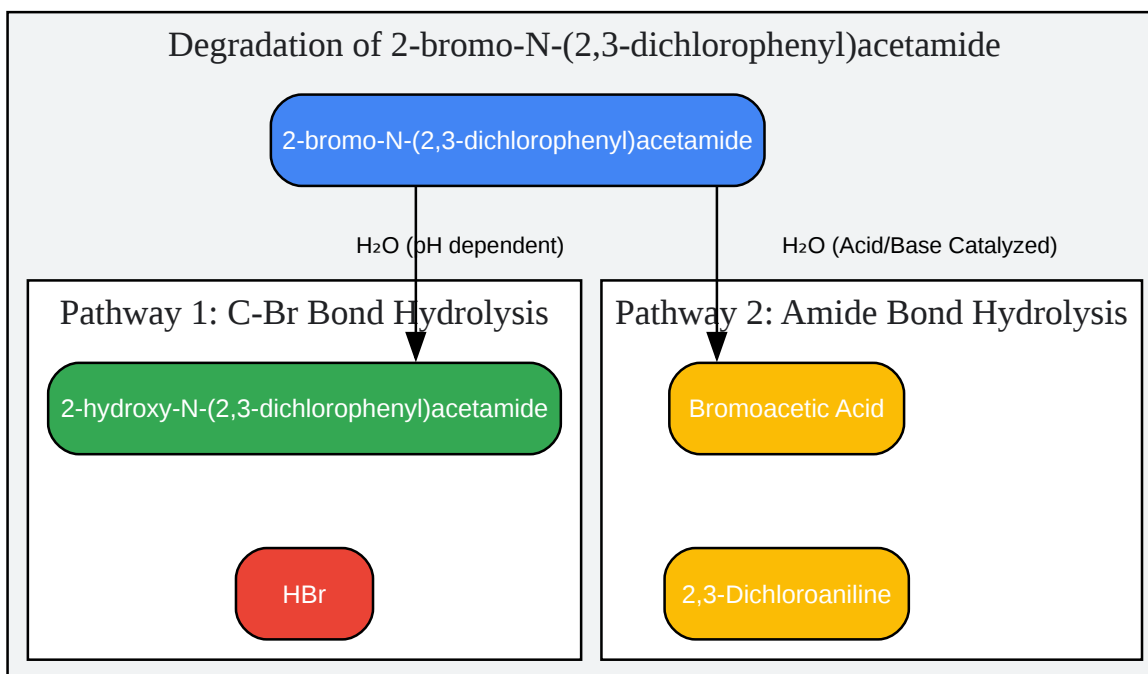 Degradation of 2-bromo-N-(2,3-dichlorophenyl)acetamide
2-bromo-N-(2,3-dichlorophenyl)acetamide
H₂O (pH dependent)
H₂O (Acid/Base Catalyzed)
Pathway 1: C-Br Bond Hydrolysis
Pathway 2: Amide Bond Hydrolysis
2-hydroxy-N-(2,3-dichlorophenyl)acetamide
Bromoacetic Acid
HBr
2,3-Dichloroaniline